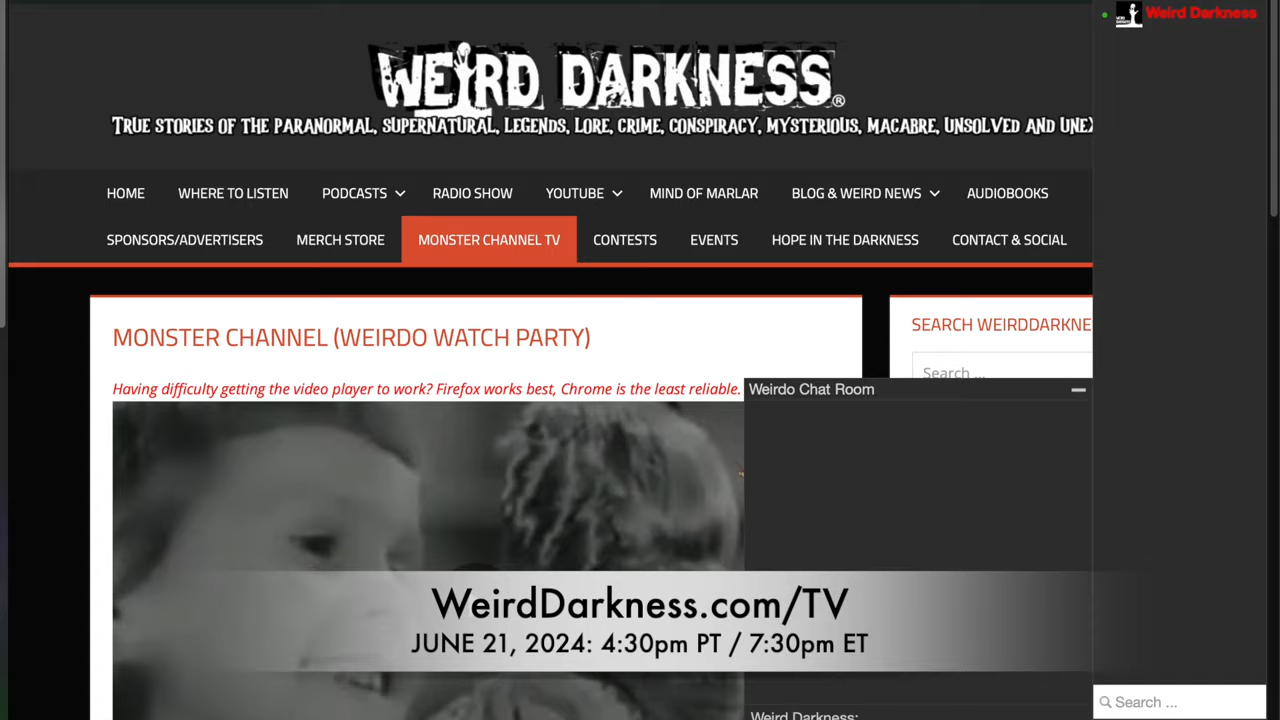 WEIRD DARKNESS®
TRUE STORIES OF THE PARANORMAL, SUPERNATURAL, LEGENDS, LORE, CRIME, CONSPIRACY, MYSTERIOUS, MACABRE, UNSOLVED AND UNEX
Weird Darkness
HOME WHERE TO LISTEN PODCASTS RADIO SHOW YOUTUBE MIND OF MARLAR BLOG & WEIRD NEWS AUDIOBOOKS
SPONSORS/ADVERTISERS MERCH STORE MONSTER CHANNEL TV CONTESTS EVENTS HOPE IN THE DARKNESS CONTACT & SOCIAL
MONSTER CHANNEL (WEIRDO WATCH PARTY)
SEARCH WEIRDDARKNE
Search ...
Having difficulty getting the video player to work? Firefox works best, Chrome is the least reliable.
Weirdo Chat Room
WeirdDarkness.com/TV
JUNE 21, 2024: 4:30pm PT / 7:30pm ET
Weird Darkness:
Search ...